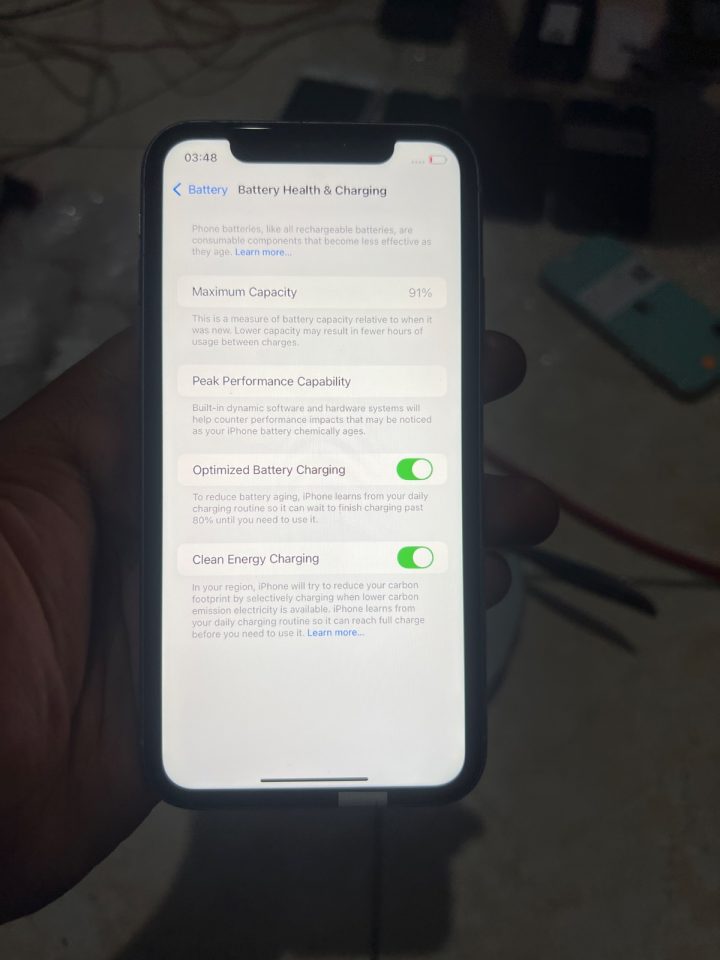 03:48
Battery
Battery Health & Charging
Phone batteries, like all rechargeable batteries, are
consumable components that become less effective as
they age. Learn more...
Maximum Capacity 91%
This is a measure of battery capacity relative to when it
was new. Lower capacity may result in fewer hours of
usage between charges.
Peak Performance Capability
Built-in dynamic software and hardware systems will
help counter performance impacts that may be noticed
as your iPhone battery chemically ages.
Optimized Battery Charging
To reduce battery aging, iPhone learns from your daily
charging routine so it can wait to finish charging past
80% until you need to use it.
Clean Energy Charging
In your region, iPhone will try to reduce your carbon
footprint by selectively charging when lower carbon
emission electricity is available. iPhone learns from
your daily charging routine so it can reach full charge
before you need to use it. Learn more...